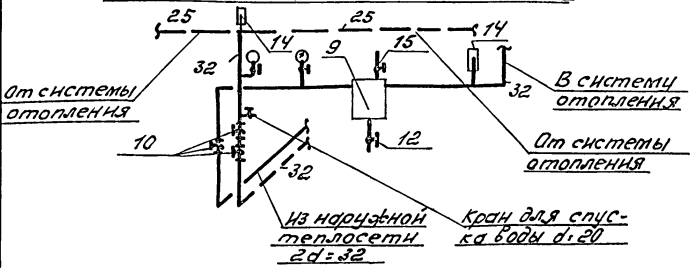 25
25
14
14
15
9
32
От системы
отопления
32
В систему
отопления
10
12
От системы
отопления
32
Из наружной
теплосети
2d=32
Кран для спус-
ка воды d=20